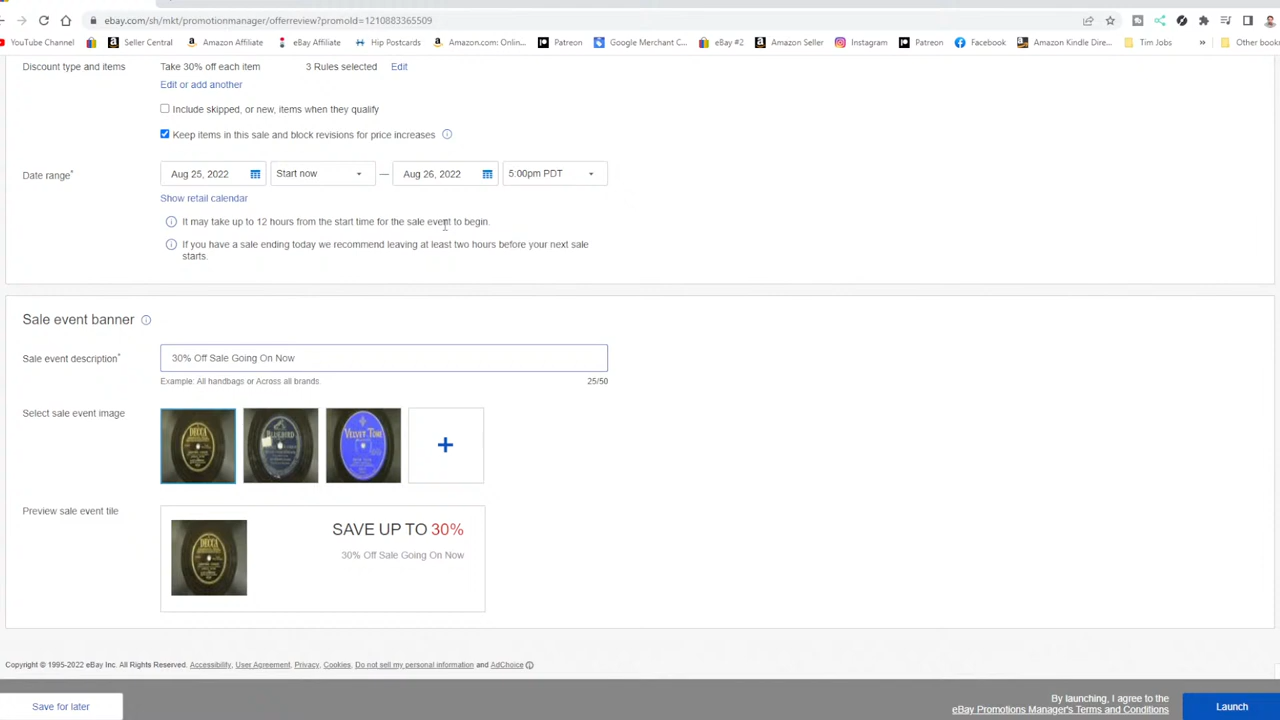 ebay.com/sh/mkt/promotionmanager/offerreview?promoId=1210883365509
YouTube Channel Seller Central Amazon Affiliate eBay Affiliate Hip Postcards Amazon.com: Onlin... Patreon Google Merchant C... eBay #2 Amazon Seller Instagram Patreon Facebook Amazon Kindle Dire... Tim Jobs » Other book
Discount type and items Take 30% off each item 3 Rules selected Edit
Edit or add another
Include skipped, or new, items when they qualify
Keep items in this sale and block revisions for price increases
Date range* Aug 25, 2022 Start now — Aug 26, 2022 5:00pm PDT
Show retail calendar
It may take up to 12 hours from the start time for the sale event to begin.
If you have a sale ending today we recommend leaving at least two hours before your next sale
starts.
Sale event banner
Sale event description* 30% Off Sale Going On Now
Example: All handbags or Across all brands. 25/50
Select sale event image
DECCA BLUEBIRD VELVET TONE
Preview sale event tile
SAVE UP TO 30%
DECCA
30% Off Sale Going On Now
Copyright © 1995-2022 eBay Inc. All Rights Reserved. Accessibility, User Agreement, Privacy, Cookies, Do not sell my personal information and AdChoice
Save for later
By launching, I agree to the
eBay Promotions Manager's Terms and Conditions
Launch